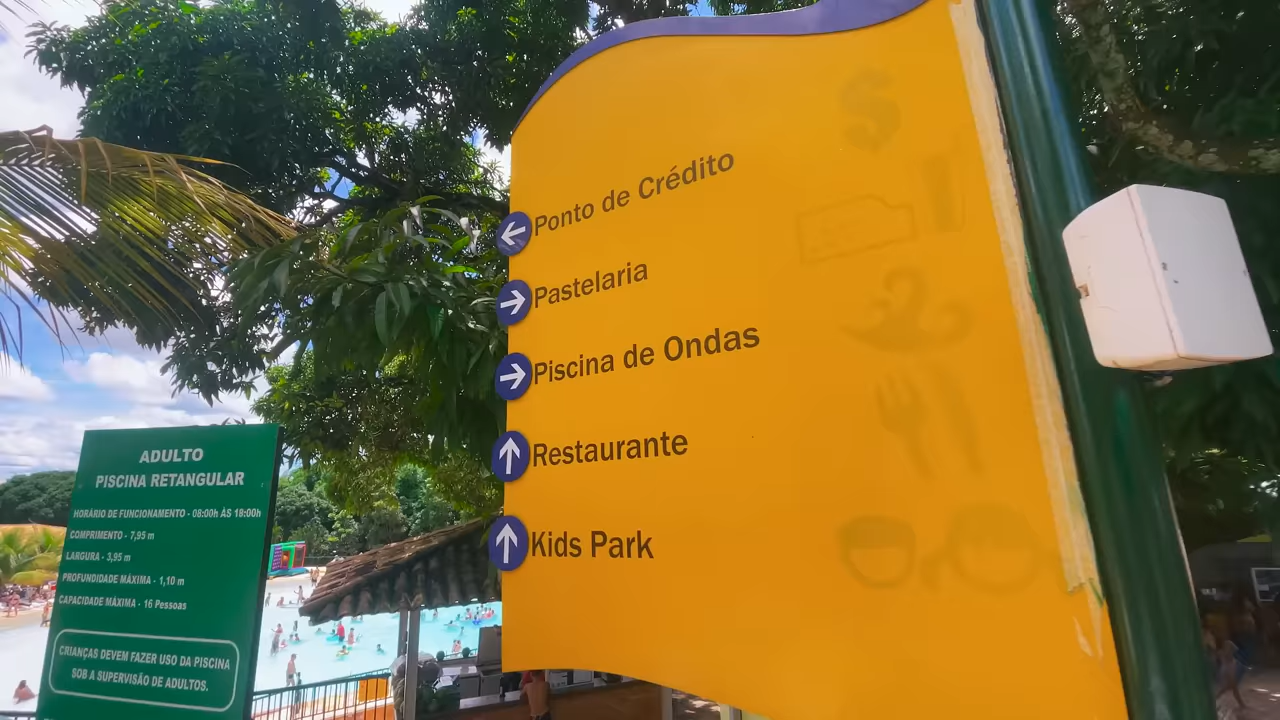 Ponto de Crédito
Pastelaria
Piscina de Ondas
Restaurante
Kids Park
ADULTO
PISCINA RETANGULAR
HORÁRIO DE FUNCIONAMENTO - 08:00h ÀS 18:00h
COMPRIMENTO - 7,95 m
LARGURA - 3,95 m
PROFUNDIDADE MÁXIMA - 1,10 m
CAPACIDADE MÁXIMA - 16 Pessoas
CRIANÇAS DEVEM FAZER USO DA PISCINA
SOB A SUPERVISÃO DE ADULTOS.